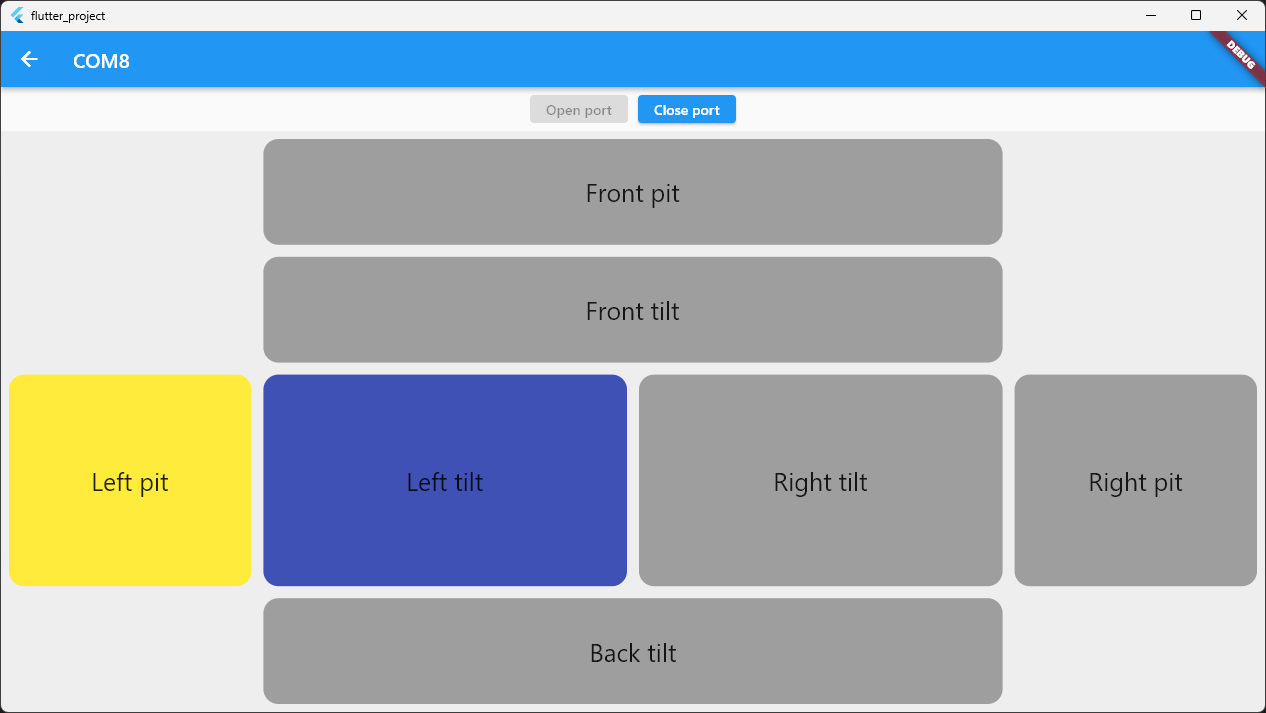 flutter_project
COM8
DEBUG
Open port
Close port
Front pit
Front tilt
Left pit
Left tilt
Right tilt
Right pit
Back tilt